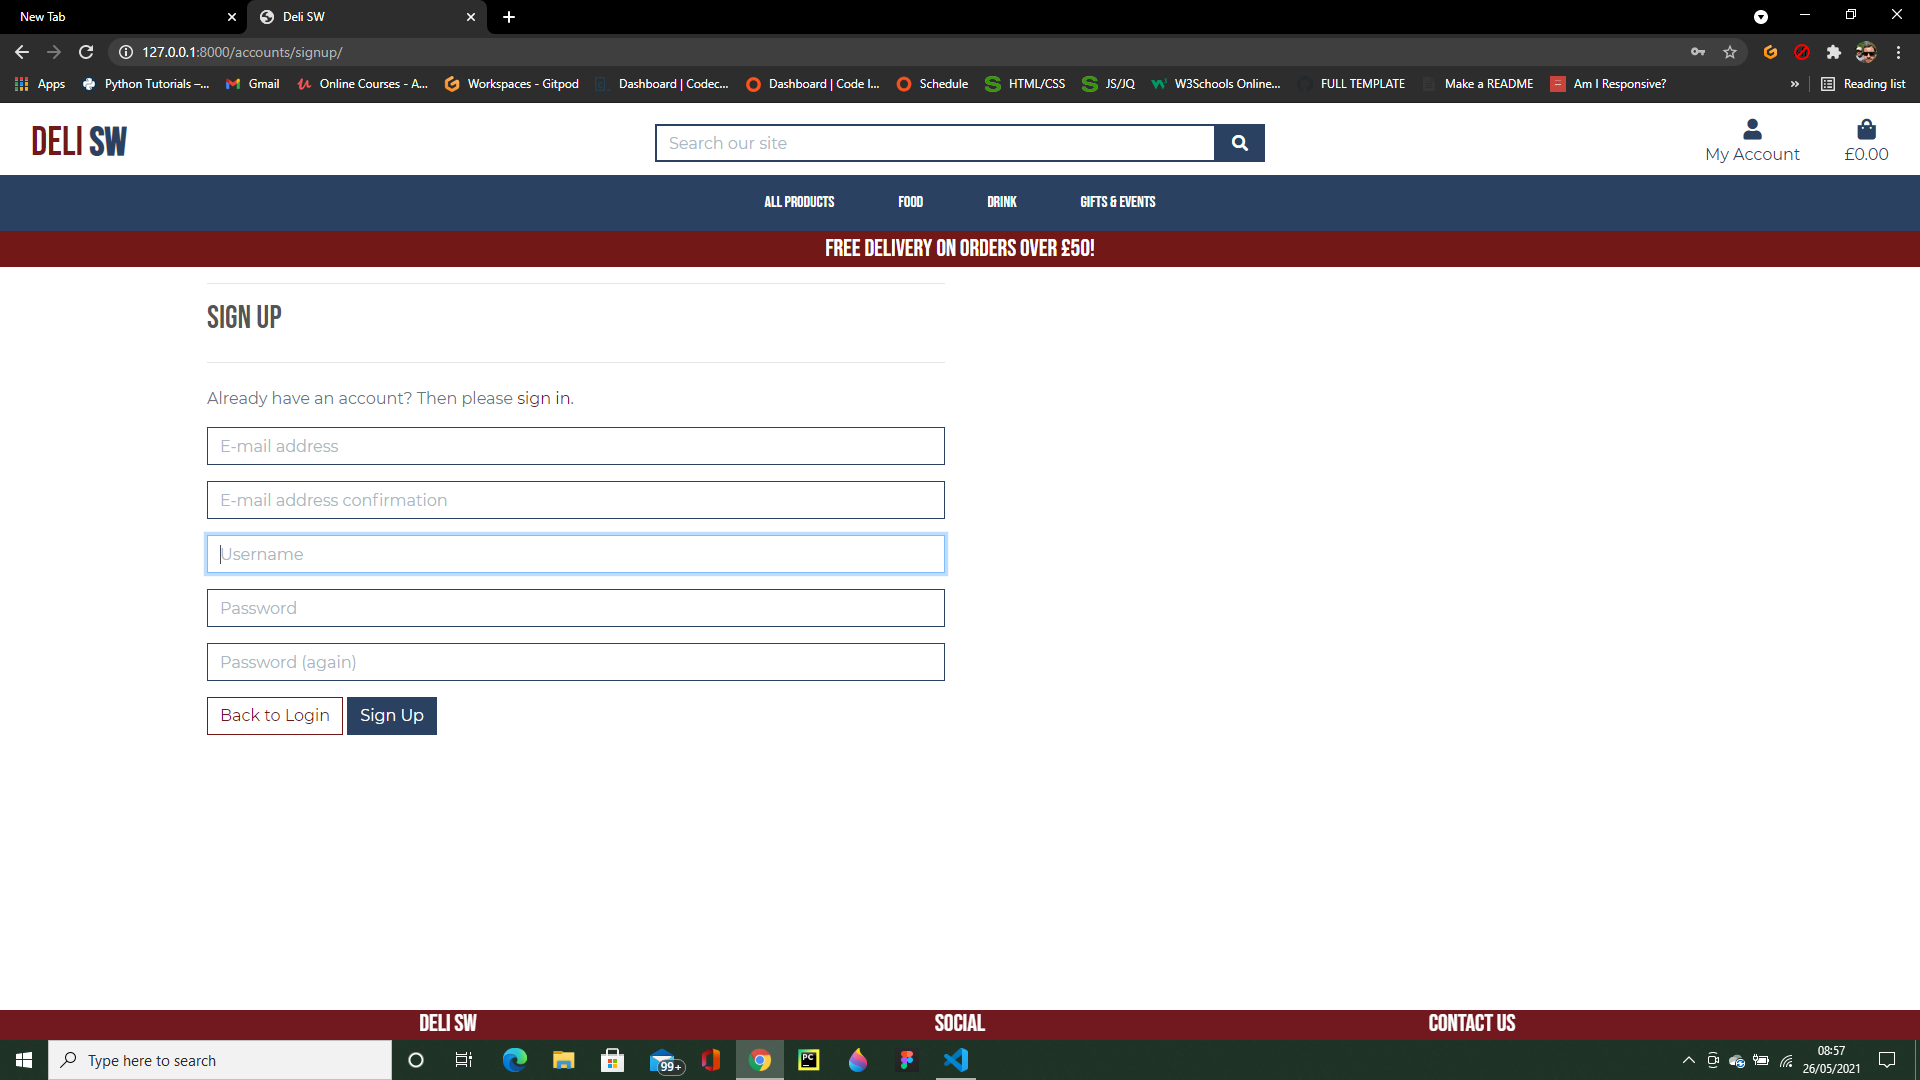 New Tab
Deli SW
127.0.0.1:8000/accounts/signup/
Apps
Python Tutorials –...
Gmail
Online Courses - A...
Workspaces - Gitpod
Dashboard | Codec...
Dashboard | Code I...
Schedule
HTML/CSS
JS/JQ
W3Schools Online...
FULL TEMPLATE
Make a README
Am I Responsive?
»
Reading list
DELI SW
Search our site
My Account
£0.00
ALL PRODUCTS
FOOD
DRINK
GIFTS & EVENTS
FREE DELIVERY ON ORDERS OVER £50!
SIGN UP
Already have an account? Then please sign in.
E-mail address
E-mail address confirmation
Username
Password
Password (again)
Back to Login
Sign Up
DELI SW
SOCIAL
CONTACT US
Type here to search
99+
PC
08:57
26/05/2021